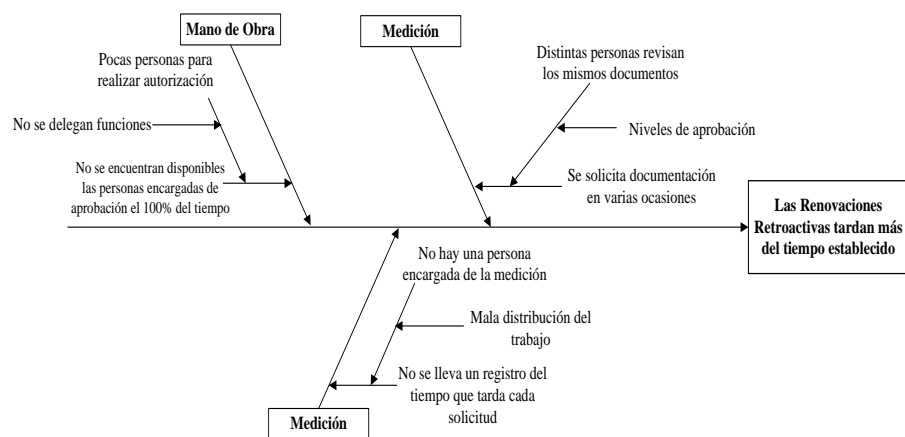 Mano de Obra
Medición
Pocas personas para
realizar autorización
No se delegan funciones
No se encuentran disponibles
las personas encargadas de
aprobación el 100% del tiempo
Distintas personas revisan
los mismos documentos
Niveles de aprobación
Se solicita documentación
en varias ocasiones
Las Renovaciones
Retroactivas tardan más
del tiempo establecido
No hay una persona
encargada de la medición
Mala distribución del
trabajo
No se lleva un registro del
tiempo que tarda cada
solicitud
Medición